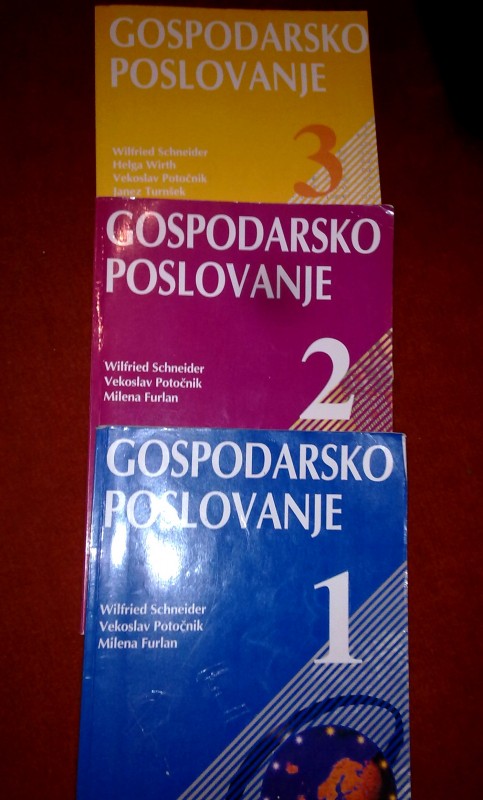 GOSPODARSKO
POSLOVANJE
3
Wilfried Schneider
Helga Wirth
Vekoslav Potočnik
Janez Turnšek
GOSPODARSKO
POSLOVANJE
2
Wilfried Schneider
Vekoslav Potočnik
Milena Furlan
GOSPODARSKO
POSLOVANJE
1
Wilfried Schneider
Vekoslav Potočnik
Milena Furlan